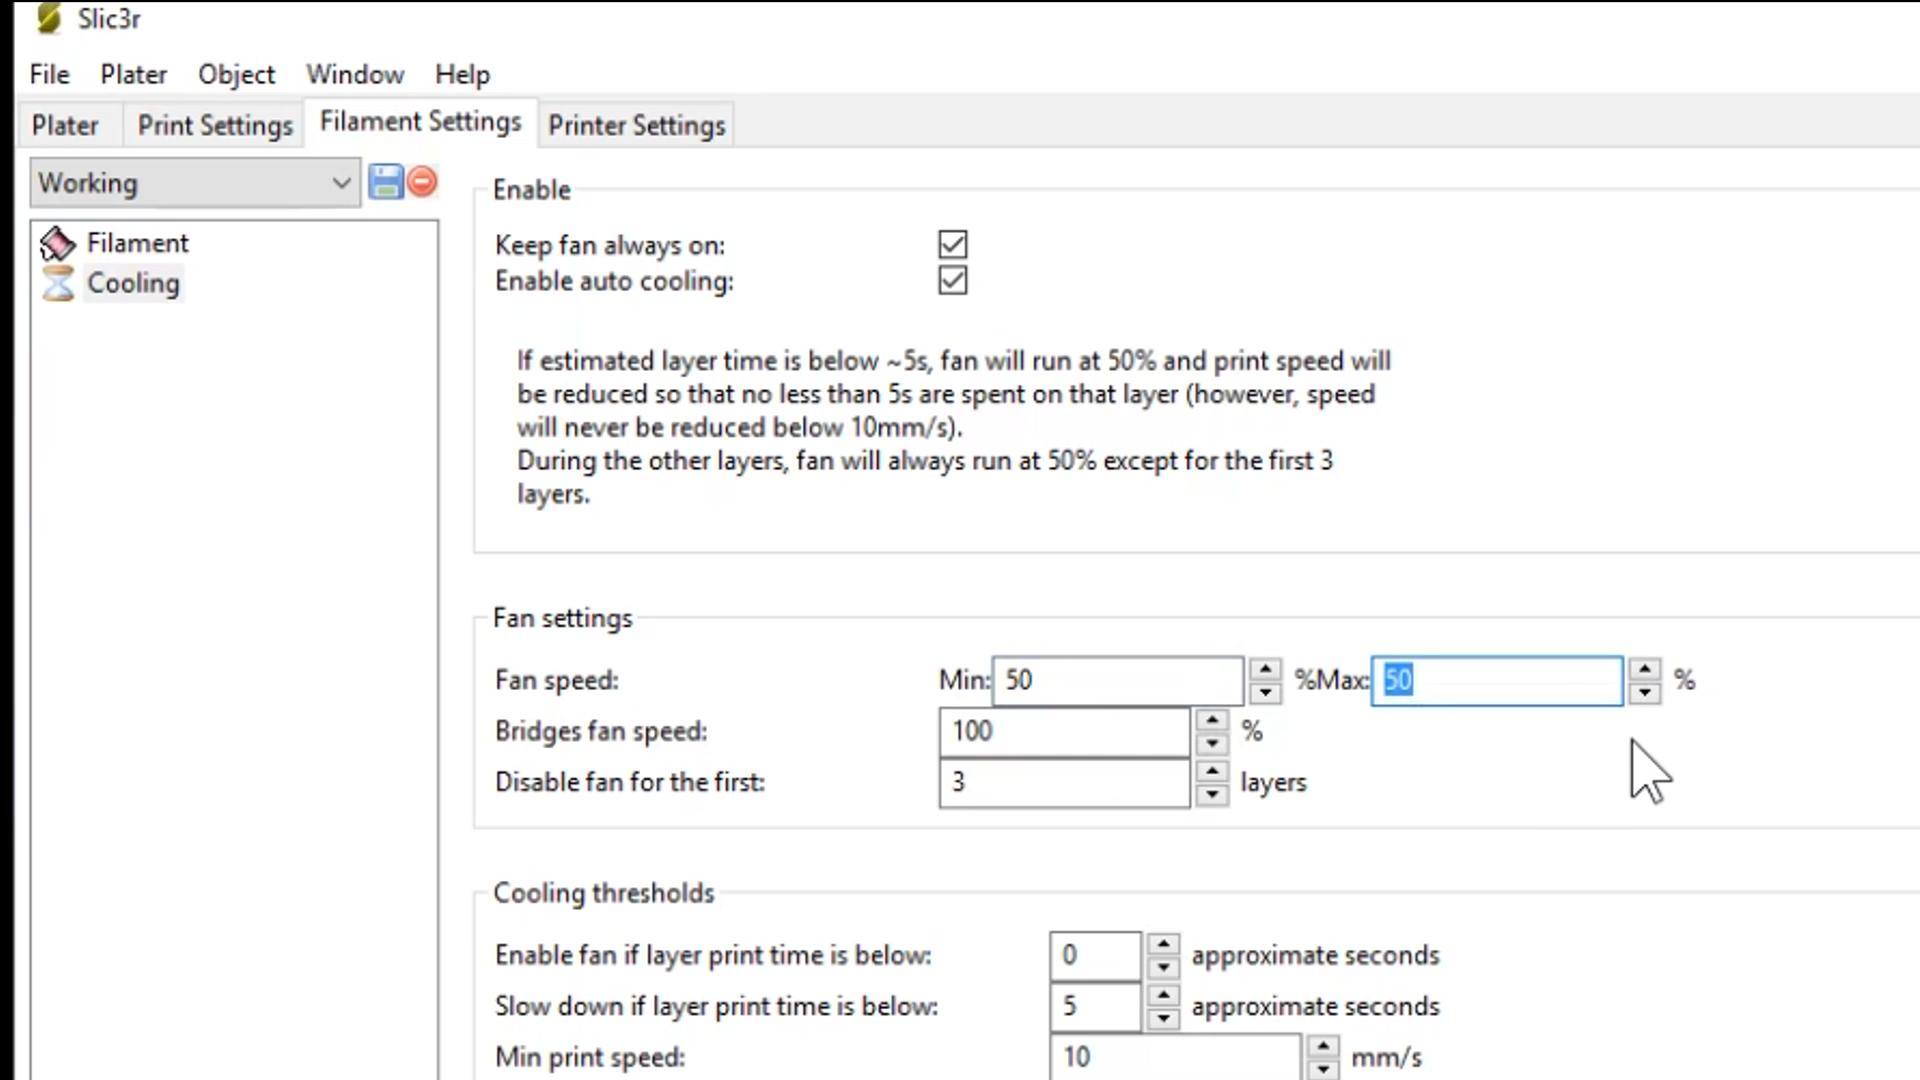 Slic3r
File Plater Object Window Help
Plater Print Settings Filament Settings Printer Settings
Working
Filament
Cooling
Enable
Keep fan always on:
Enable auto cooling:
If estimated layer time is below ~5s, fan will run at 50% and print speed will
be reduced so that no less than 5s are spent on that layer (however, speed
will never be reduced below 10mm/s).
During the other layers, fan will always run at 50% except for the first 3
layers.
Fan settings
Fan speed: Min: 50 %Max: 50 %
Bridges fan speed: 100 %
Disable fan for the first: 3 layers
Cooling thresholds
Enable fan if layer print time is below: 0 approximate seconds
Slow down if layer print time is below: 5 approximate seconds
Min print speed: 10 mm/s